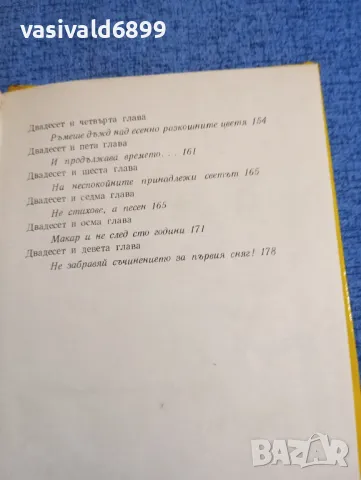 vasivald6899
Двадесет и четвърта глава
Ръмеше дъжд над есенно разкошните цветя 154
Двадесет и пета глава
И продължава времето... 161
Двадесет и шеста глава
На неспокойните принадлежи светът 165
Двадесет и седма глава
Не стихове, а песен 165
Двадесет и осма глава
Макар и не след сто години 171
Двадесет и девета глава
Не забравяй съчинението за първия сняг! 178
BAZAR
.bg